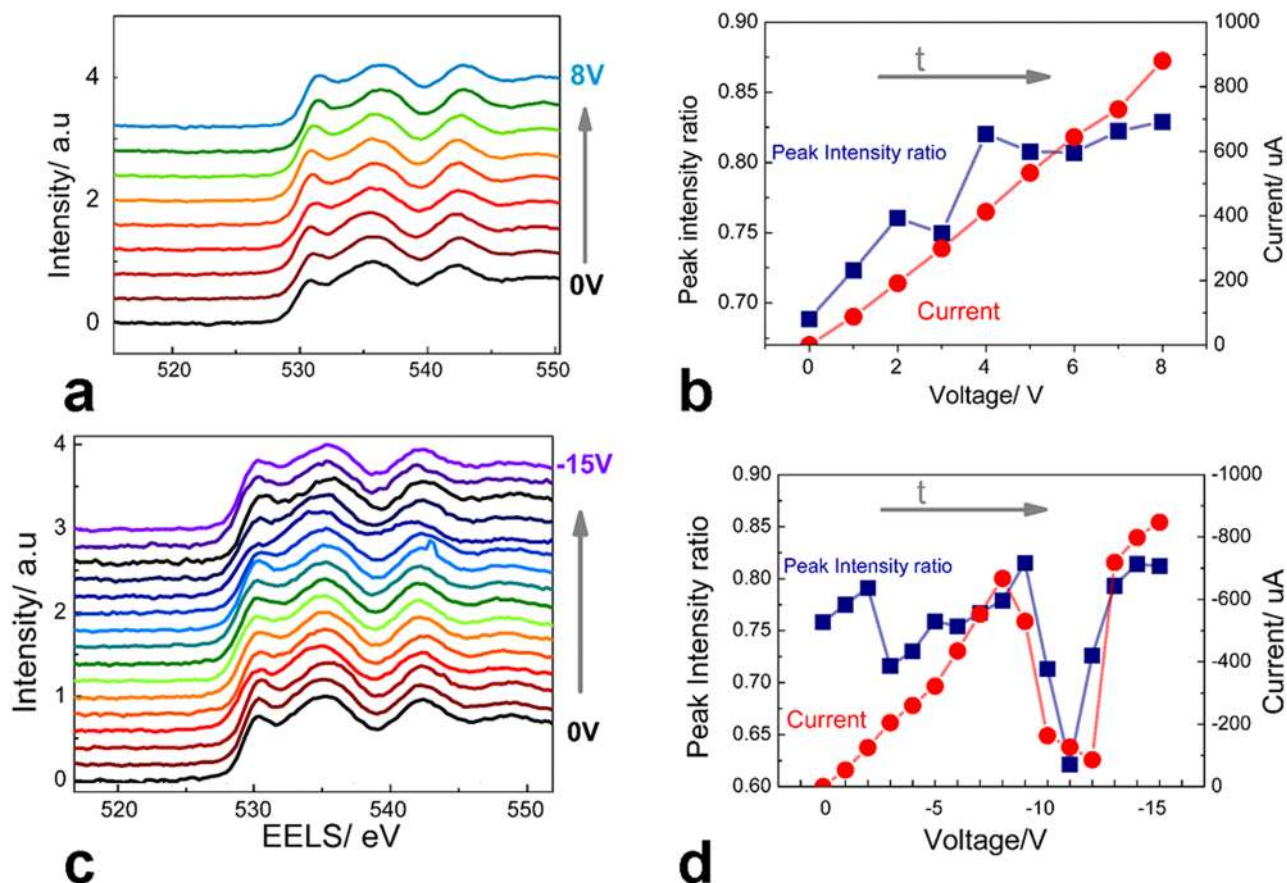 4
2
0
Intensity/ a.u
8V
0V
520
530
540
550
a
0.90
0.85
0.80
0.75
0.70
Peak intensity ratio
t
Peak Intensity ratio
Current
1000
800
600
400
200
0
Current/ uA
0
2
4
6
8
Voltage/ V
b
4
3
2
1
0
Intensity/ a.u
-15V
0V
520
530
540
550
EELS/ eV
c
0.90
0.85
0.80
0.75
0.70
0.65
0.60
Peak Intensity ratio
t
Peak Intensity ratio
Current
-1000
-800
-600
-400
-200
0
Current/ uA
0
-5
-10
-15
Voltage/V
d